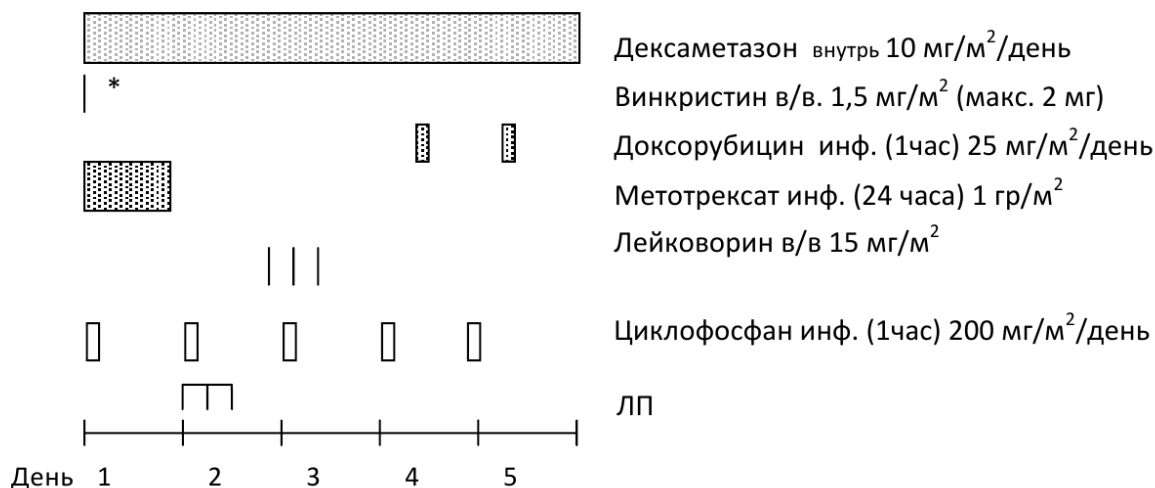 Дексаметазон внутрь 10 мг/м²/день
*
Винкристин в/в. 1,5 мг/м² (макс. 2 мг)
Доксорубицин инф. (1час) 25 мг/м²/день
Метотрексат инф. (24 часа) 1 гр/м²
Лейковорин в/в 15 мг/м²
Циклофосфан инф. (1час) 200 мг/м²/день
ЛП
День 1 2 3 4 5